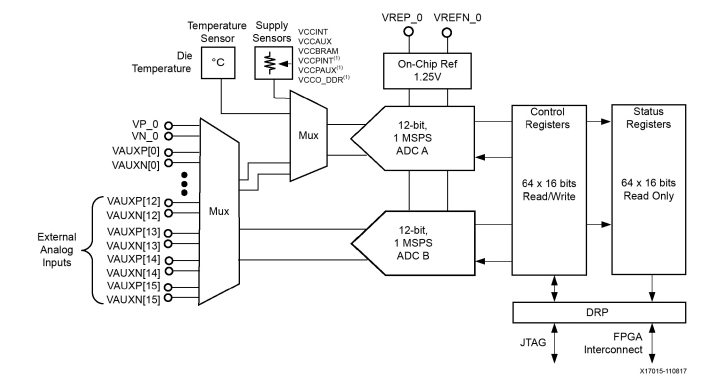 VREP_0
VREFN_0
Temperature
Sensor
Supply
Sensors
VCCINT
VCCAUX
VCCBRAM
VCCPINT(1)
VCCPAUX(1)
VCCO_DDR(1)
Die
Temperature
°C
On-Chip Ref
1.25V
VP_0
VN_0
VAUXP[0]
VAUXN[0]
VAUXP[12]
VAUXN[12]
VAUXP[13]
VAUXN[13]
VAUXP[14]
VAUXN[14]
VAUXP[15]
VAUXN[15]
External
Analog
Inputs
Mux
Mux
12-bit,
1 MSPS
ADC A
12-bit,
1 MSPS
ADC B
Control
Registers
64 x 16 bits
Read/Write
Status
Registers
64 x 16 bits
Read Only
DRP
JTAG
FPGA
Interconnect
X17015-110817